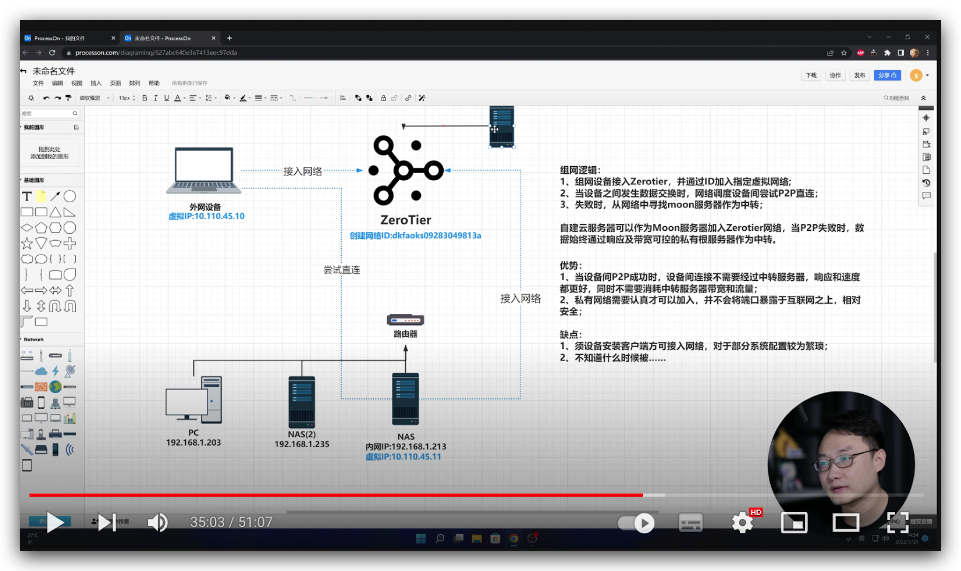 ProcessOn - 我的文件
未命名文件 - ProcessOn
processon.com/diagraming/627abc640e3e7413eec97dda
未命名文件
文件 编辑 视图 插入 页面 排列 帮助
下载 协作 发布 分享
13px
B I U A
搜索
我的图形
拖到此处
添加到我的图形
基础图形
T
Network
接入网络
外网设备
虚拟IP:10.110.45.10
ZeroTier
创建网络ID:dkfaoks09283049813a
尝试直连
接入网络
路由器
PC
192.168.1.203
NAS(2)
192.168.1.235
NAS
内网IP:192.168.1.213
虚拟IP:10.110.45.11
组网逻辑：
1、组网设备接入Zerotier，并通过ID加入指定虚拟网络；
2、当设备之间发生数据交换时，网络调度设备间尝试P2P直连；
3、失败时，从网络中寻找moon服务器作为中转；
自建云服务器可以作为Moon服务器加入Zerotier网络，当P2P失败时，数
据始终通过响应及带宽可控的私有根服务器作为中转。
优势：
1、当设备间P2P成功时，设备间连接不需要经过中转服务器，响应和速度
都更好，同时不需要消耗中转服务器带宽和流量；
2、私有网络需要认真才可以加入，并不会将端口暴露于互联网之上，相对
安全；
缺点：
1、须设备安装客户端方可接入网络，对于部分系统配置较为繁琐；
2、不知道什么时候被……
35:03 / 51:07
HD